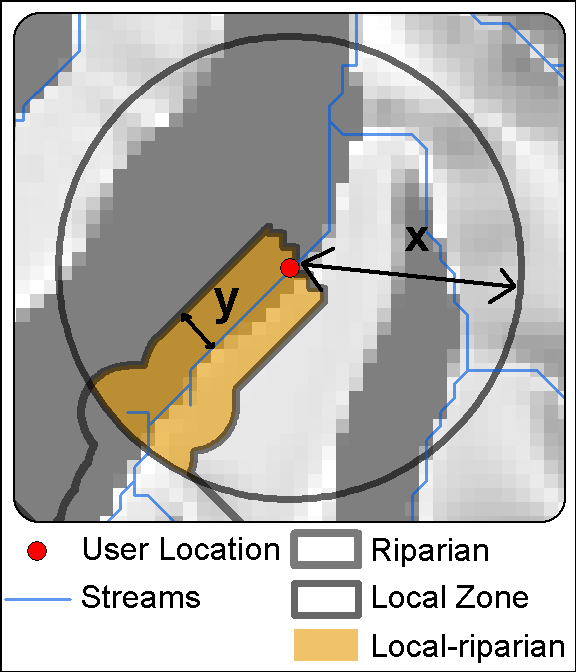 x
y
User Location
Riparian
Streams
Local Zone
Local-riparian